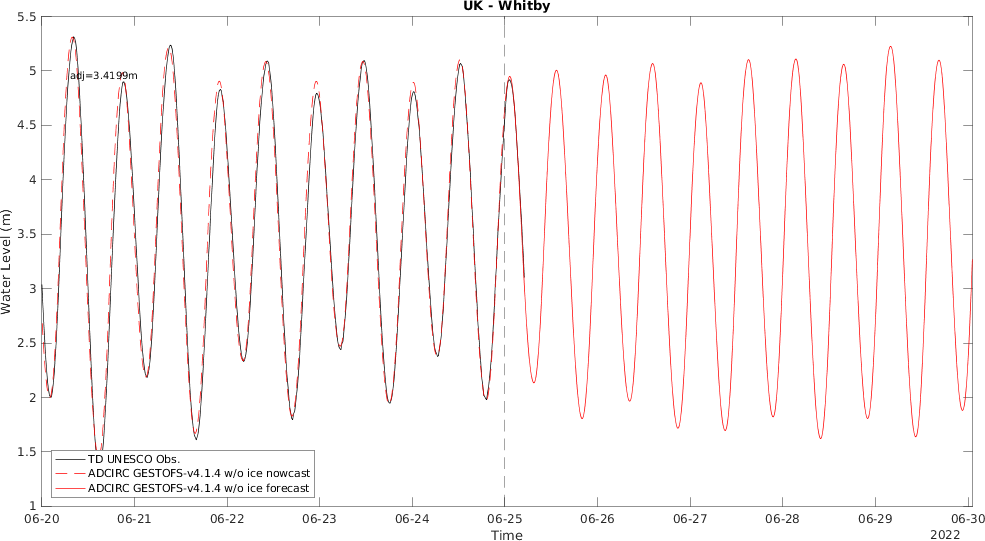 UK - Whitby
5.5
5
4.5
4
3.5
3
2.5
2
1.5
1
Water Level (m)
adj=3.4199m
TD UNESCO Obs.
ADCIRC GESTOFS-v4.1.4 w/o ice nowcast
ADCIRC GESTOFS-v4.1.4 w/o ice forecast
06-20 06-21 06-22 06-23 06-24 06-25 06-26 06-27 06-28 06-29 06-30
Time
2022